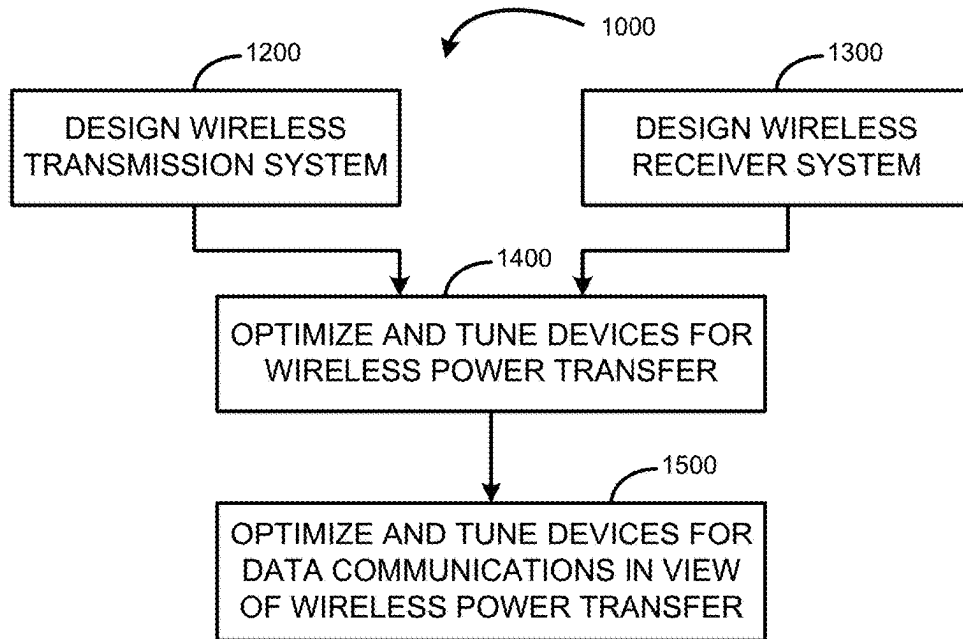 1000
1200
1300
DESIGN WIRELESS
TRANSMISSION SYSTEM
DESIGN WIRELESS
RECEIVER SYSTEM
1400
OPTIMIZE AND TUNE DEVICES FOR
WIRELESS POWER TRANSFER
1500
OPTIMIZE AND TUNE DEVICES FOR
DATA COMMUNICATIONS IN VIEW
OF WIRELESS POWER TRANSFER